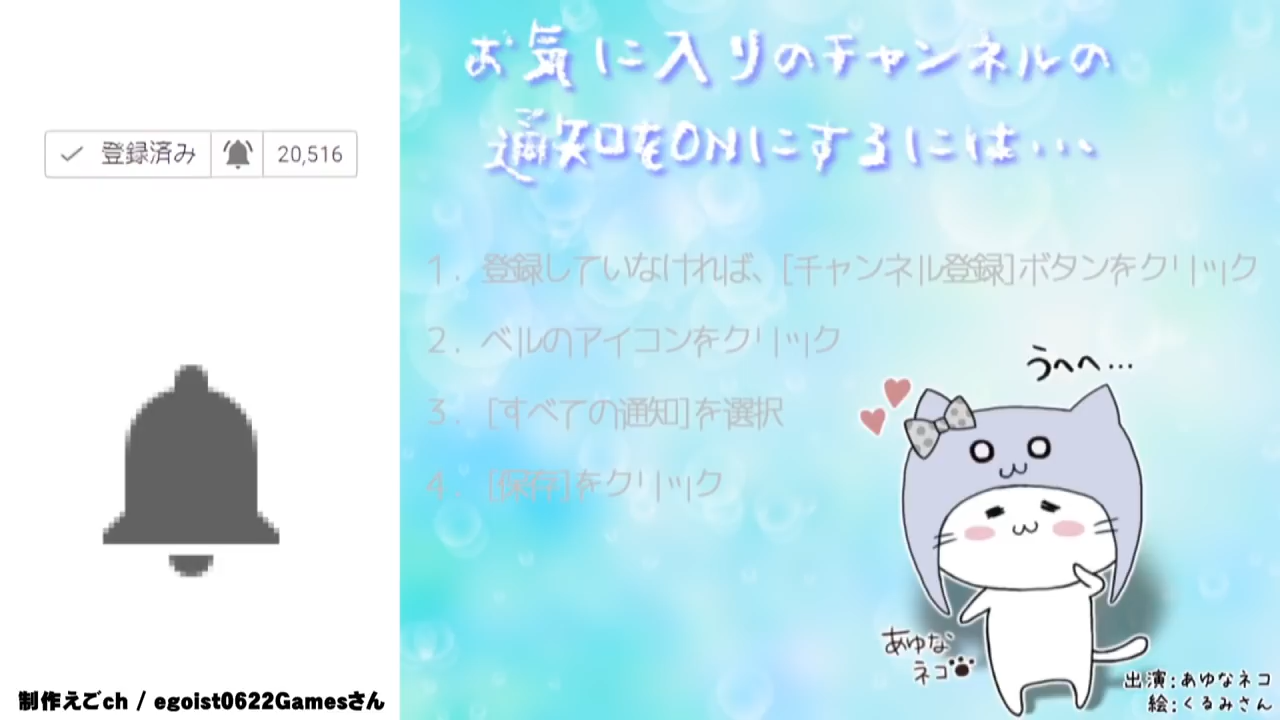 お気に入りのチャンネルの
通知をONにするには…
登録済み 20,516
1. 登録していなければ、[チャンネル登録]ボタンをクリック
2. ベルのアイコンをクリック
3. [すべての通知]を選択
4. [保存]をクリック
うへへ…
あゆな
ネコ
出演:あゆなネコ
絵:くるみさん
制作えごch / egoist0622Gamesさん